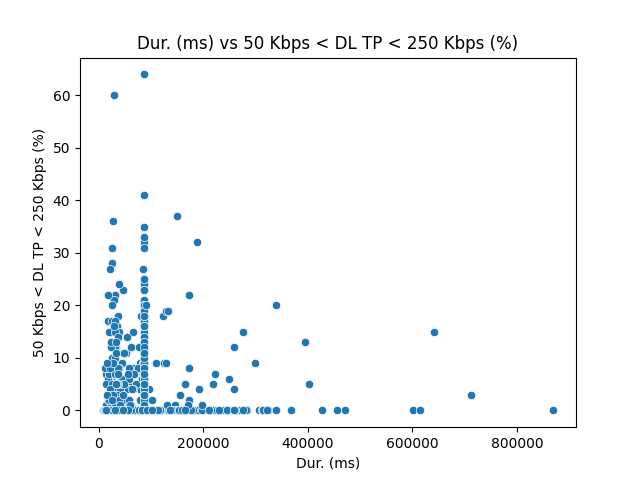 Dur. (ms) vs 50 Kbps < DL TP < 250 Kbps (%)
60
50
40
30
20
10
0
50 Kbps < DL TP < 250 Kbps (%)
0 200000 400000 600000 800000
Dur. (ms)